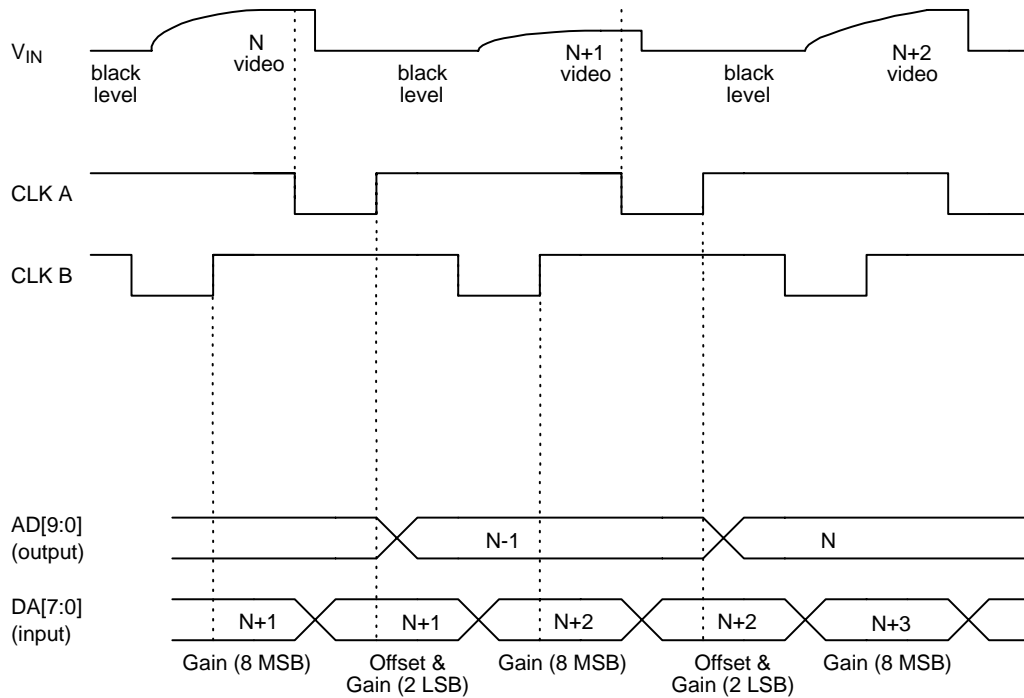 V_IN
N
video
N+1
video
N+2
video
black
level
black
level
black
level
CLK A
CLK B
AD[9:0]
(output)
N-1
N
DA[7:0]
(input)
N+1
N+1
N+2
N+2
N+3
Gain (8 MSB)
Offset &
Gain (2 LSB)
Gain (8 MSB)
Offset &
Gain (2 LSB)
Gain (8 MSB)